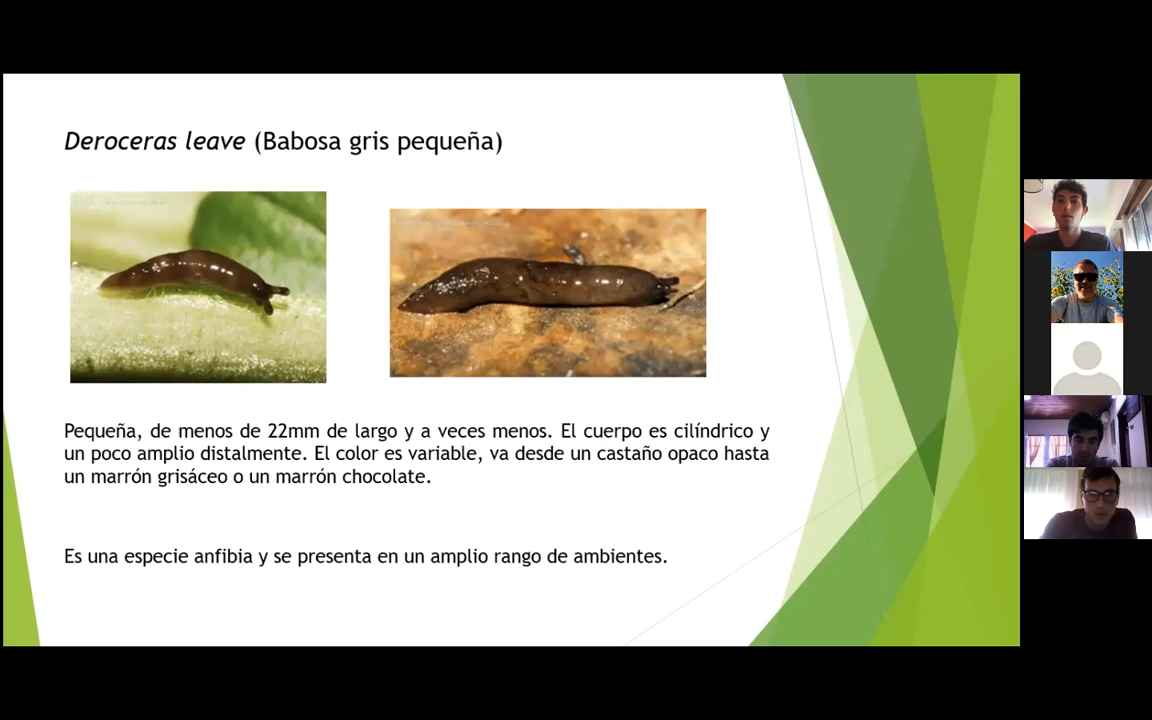 Deroceras leave (Babosa gris pequeña)
Pequeña, de menos de 22mm de largo y a veces menos. El cuerpo es cilíndrico y
un poco amplio distalmente. El color es variable, va desde un castaño opaco hasta
un marrón grisáceo o un marrón chocolate.
Es una especie anfibia y se presenta en un amplio rango de ambientes.